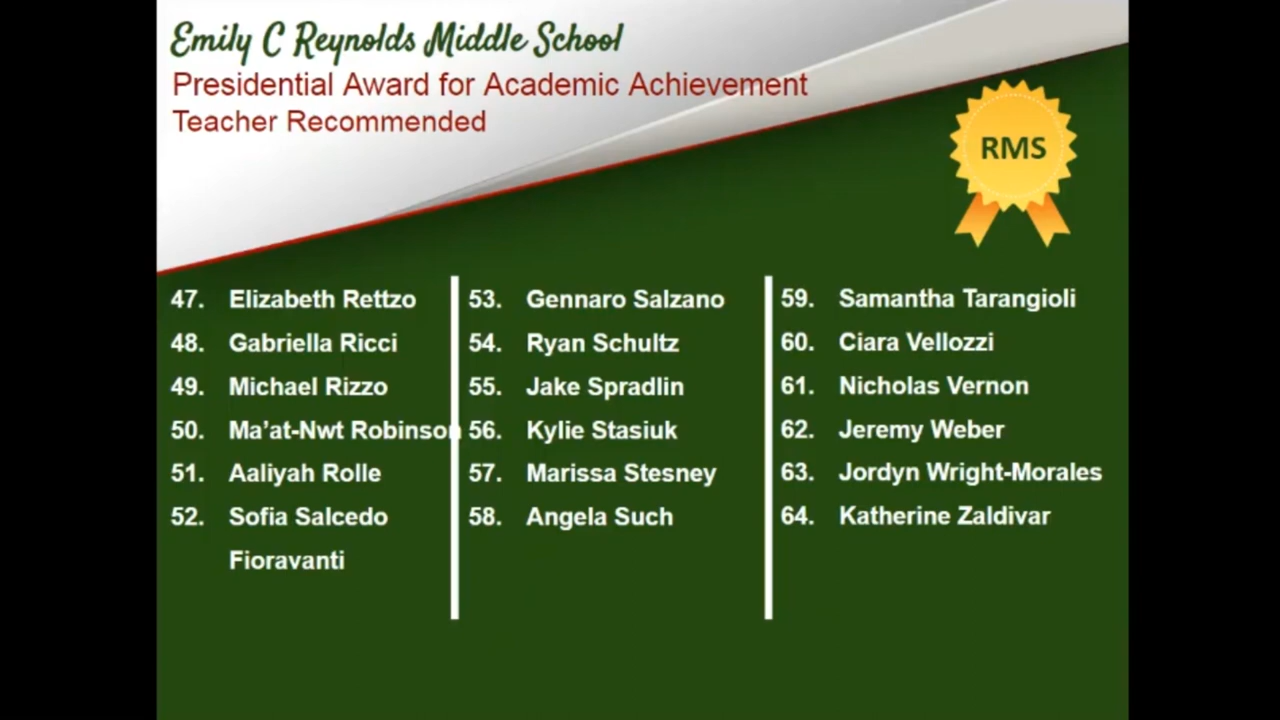 Emily C Reynolds Middle School
Presidential Award for Academic Achievement
Teacher Recommended
RMS
47. Elizabeth Rettzo
48. Gabriella Ricci
49. Michael Rizzo
50. Ma'at-Nwt Robinson
51. Aaliyah Rolle
52. Sofia Salcedo
Fioravanti
53. Gennaro Salzano
54. Ryan Schultz
55. Jake Spradlin
56. Kylie Stasiuk
57. Marissa Stesney
58. Angela Such
59. Samantha Tarangioli
60. Ciara Vellozzi
61. Nicholas Vernon
62. Jeremy Weber
63. Jordyn Wright-Morales
64. Katherine Zaldivar